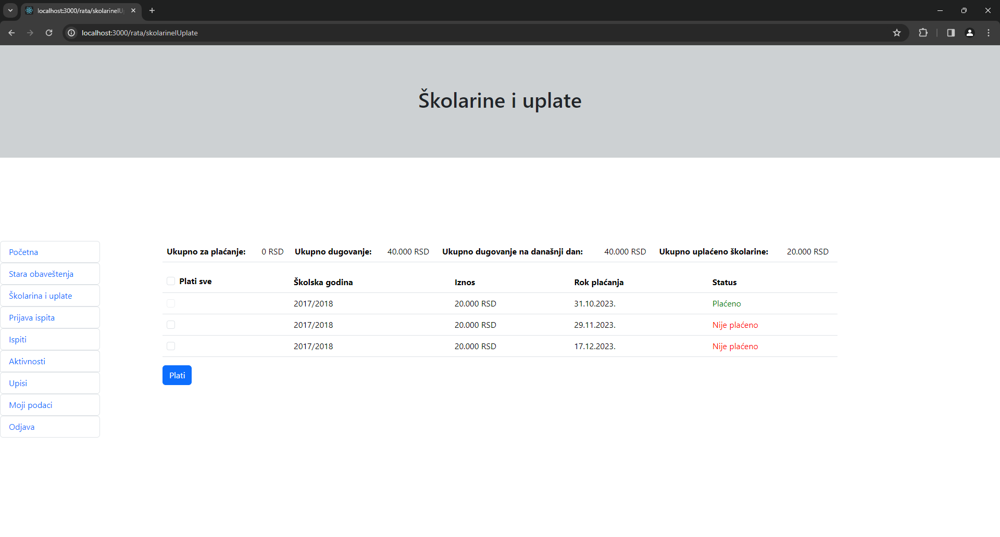 localhost:3000/rata/skolarineIU
localhost:3000/rata/skolarineIUplate
Školarine i uplate
Početna
Stara obaveštenja
Školarina i uplate
Prijava ispita
Ispiti
Aktivnosti
Upisi
Moji podaci
Odjava
Ukupno za plaćanje: 0 RSD Ukupno dugovanje: 40.000 RSD Ukupno dugovanje na današnji dan: 40.000 RSD Ukupno uplaćeno školarine: 20.000 RSD
Plati sve Školska godina Iznos Rok plaćanja Status
2017/2018 20.000 RSD 31.10.2023. Plaćeno
2017/2018 20.000 RSD 29.11.2023. Nije plaćeno
2017/2018 20.000 RSD 17.12.2023. Nije plaćeno
Plati